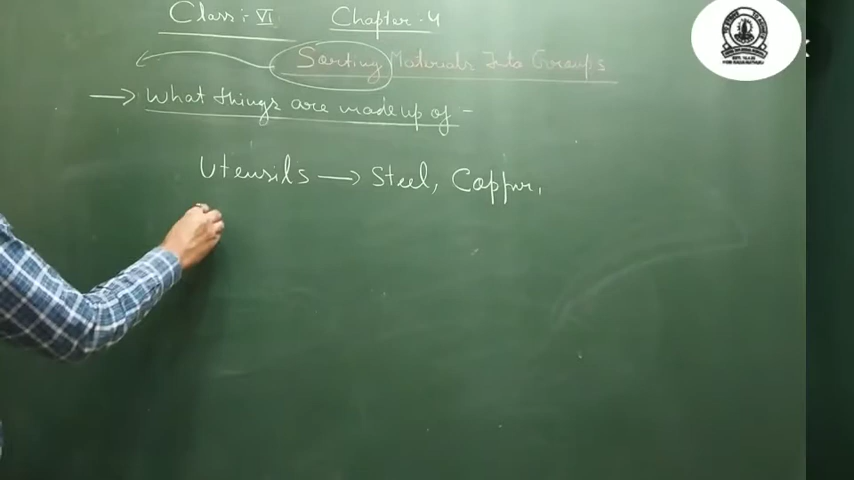 Class:- VI Chapter-4
Sorting Materials Into Groups
→ What things are made up of -
Utensils → Steel, Copper,